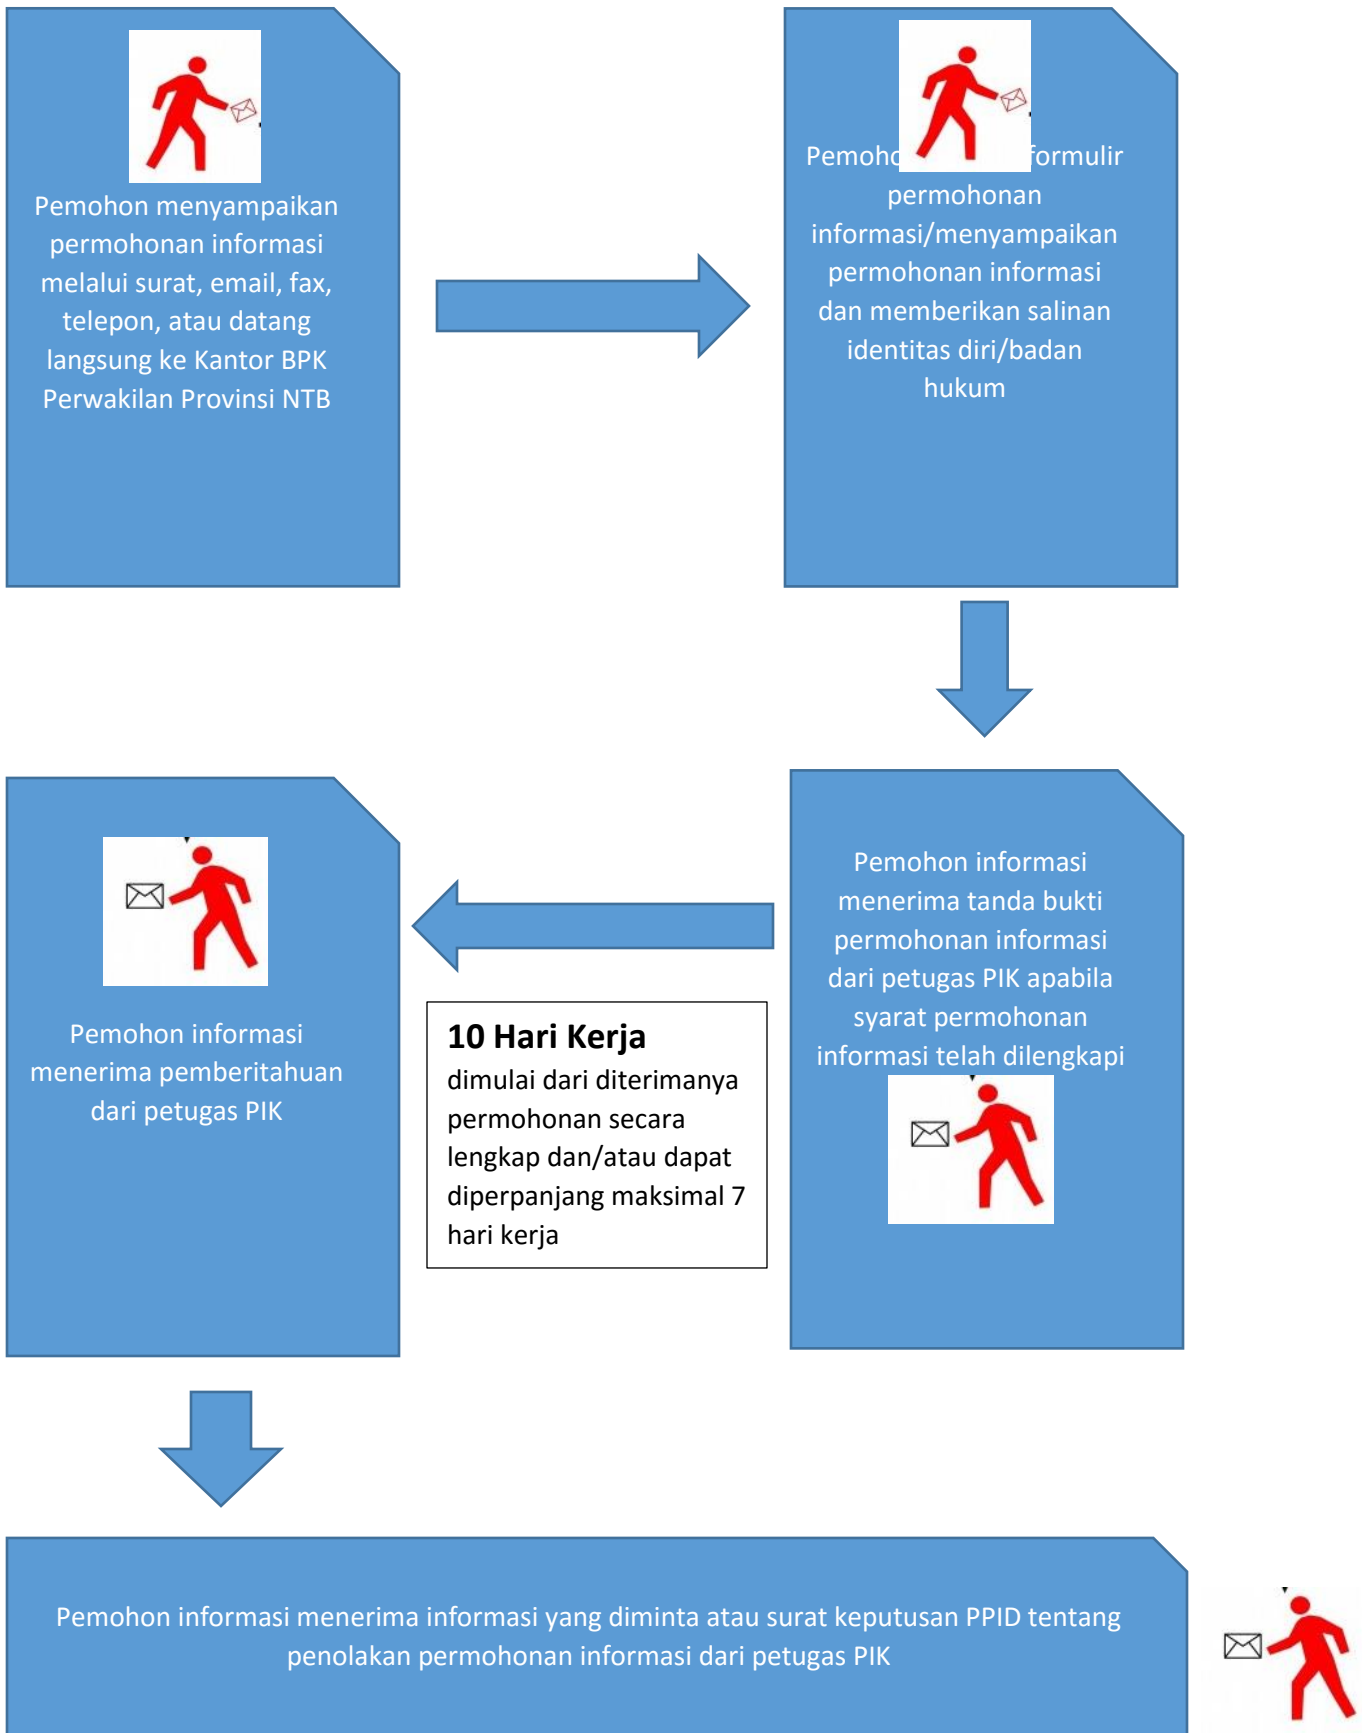 Pemohon menyampaikan
permohonan informasi
melalui surat, email, fax,
telepon, atau datang
langsung ke Kantor BPK
Perwakilan Provinsi NTB
formulir
permohonan
informasi/menyampaikan
permohonan informasi
dan memberikan salinan
identitas diri/badan
hukum
Pemohon informasi
menerima tanda bukti
permohonan informasi
dari petugas PIK apabila
syarat permohonan
informasi telah dilengkapi
10 Hari Kerja
dimulai dari diterimanya
permohonan secara
lengkap dan/atau dapat
diperpanjang maksimal 7
hari kerja
Pemohon informasi
menerima pemberitahuan
dari petugas PIK
Pemohon informasi menerima informasi yang diminta atau surat keputusan PPID tentang
penolakan permohonan informasi dari petugas PIK